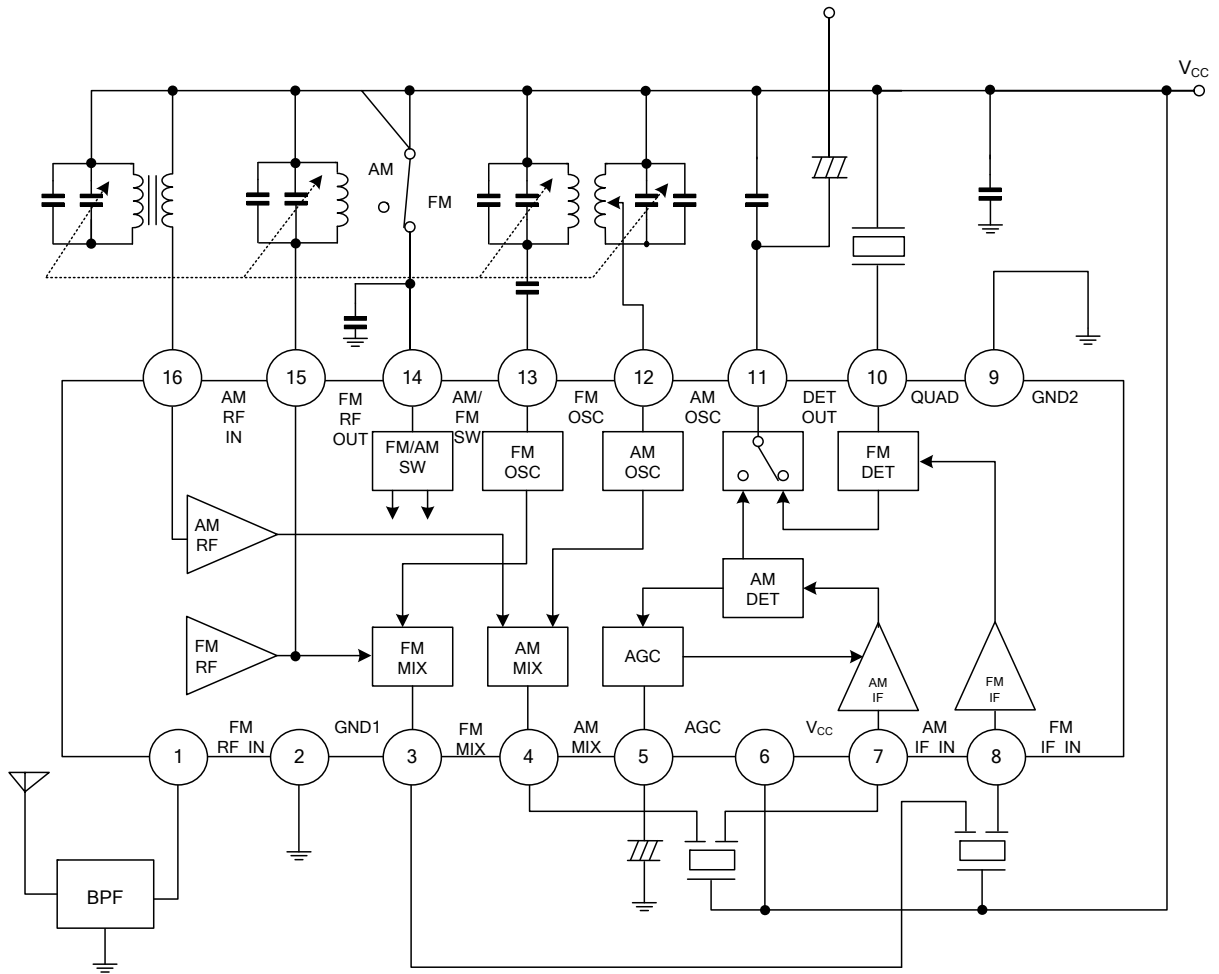 VCC
AM
FM
16
15
14
13
12
11
10
9
AM
RF
IN
FM
RF
OUT
AM/
FM
SW
FM
OSC
AM
OSC
DET
OUT
QUAD
GND2
FM/AM
SW
FM
OSC
AM
OSC
FM
DET
AM
RF
AM
DET
FM
RF
FM
MIX
AM
MIX
AGC
AM
IF
FM
IF
1
FM
RF IN
2
GND1
3
FM
MIX
4
AM
MIX
5
AGC
6
VCC
7
AM
IF IN
8
FM
IF IN
BPF